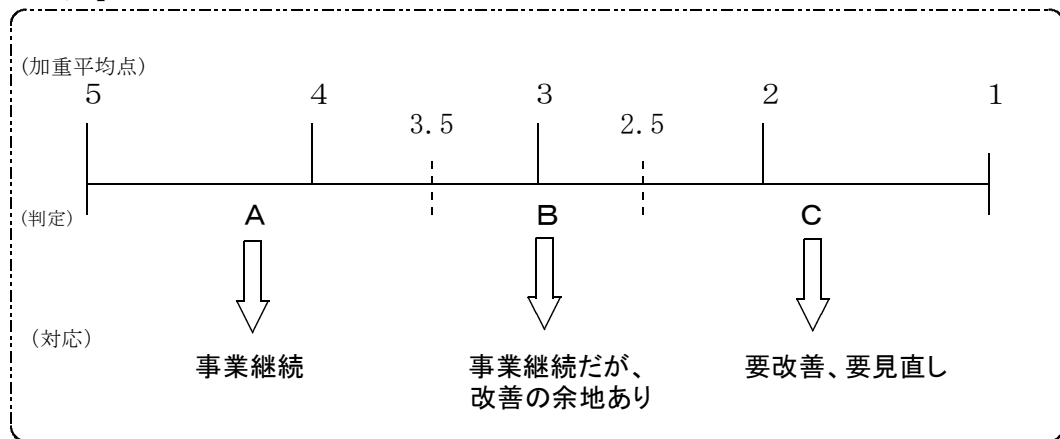 (加重平均点)
5 4 3 2 1
3.5 2.5
(判定) A B C
(対応)
事業継続 事業継続だが、 要改善、要見直し
改善の余地あり